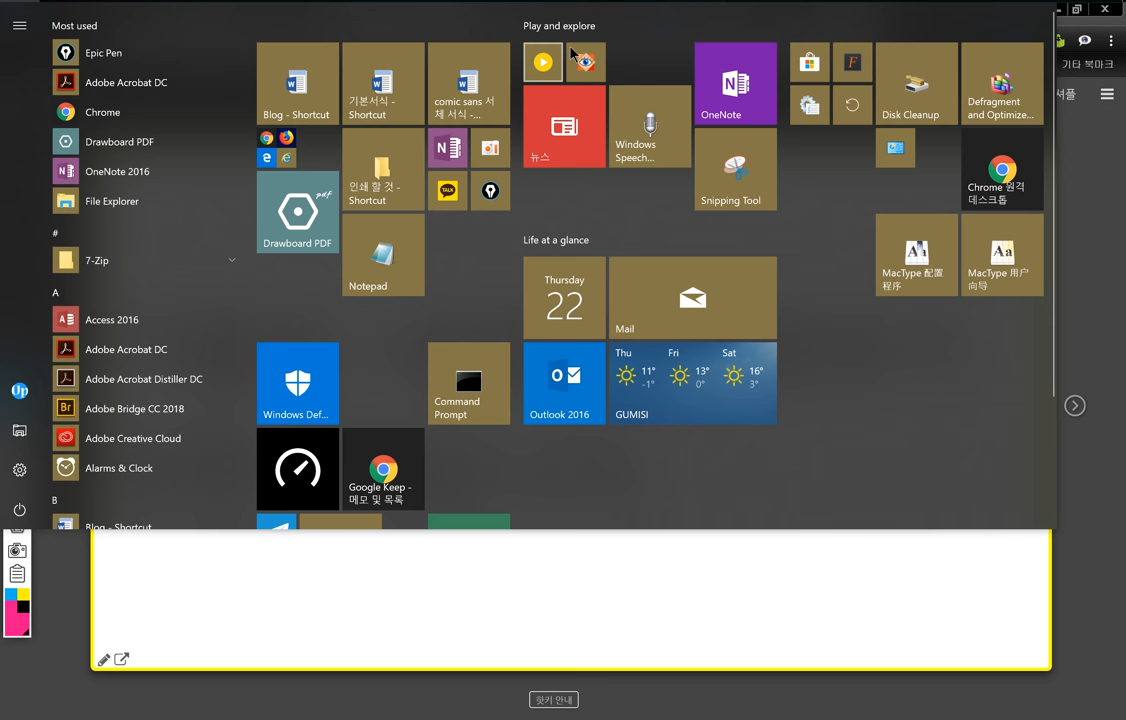 Most used
Play and explore
기타 북마크
셔플
Epic Pen
Adobe Acrobat DC
Chrome
Drawboard PDF
OneNote 2016
File Explorer
#
7-Zip
A
Access 2016
Adobe Acrobat DC
Adobe Acrobat Distiller DC
Adobe Bridge CC 2018
Adobe Creative Cloud
Alarms & Clock
B
Blog - Shortcut
Blog - Shortcut
기본서식 -
Shortcut
comic sans 서
체 서식 -...
인쇄 할 것 -
Shortcut
TALK
pdf
Drawboard PDF
Notepad
Windows Def...
Command
Prompt
Google Keep -
메모 및 목록
뉴스
Windows
Speech...
OneNote
Snipping Tool
Life at a glance
Thursday
22
Mail
Outlook 2016
Thu
Fri
Sat
11°
-1°
13°
0°
16°
3°
GUMISI
Disk Cleanup
Defragment
and Optimize...
Chrome 원격
데스크톱
MacType 配置
程序
MacType 用户
向导
핫키 안내